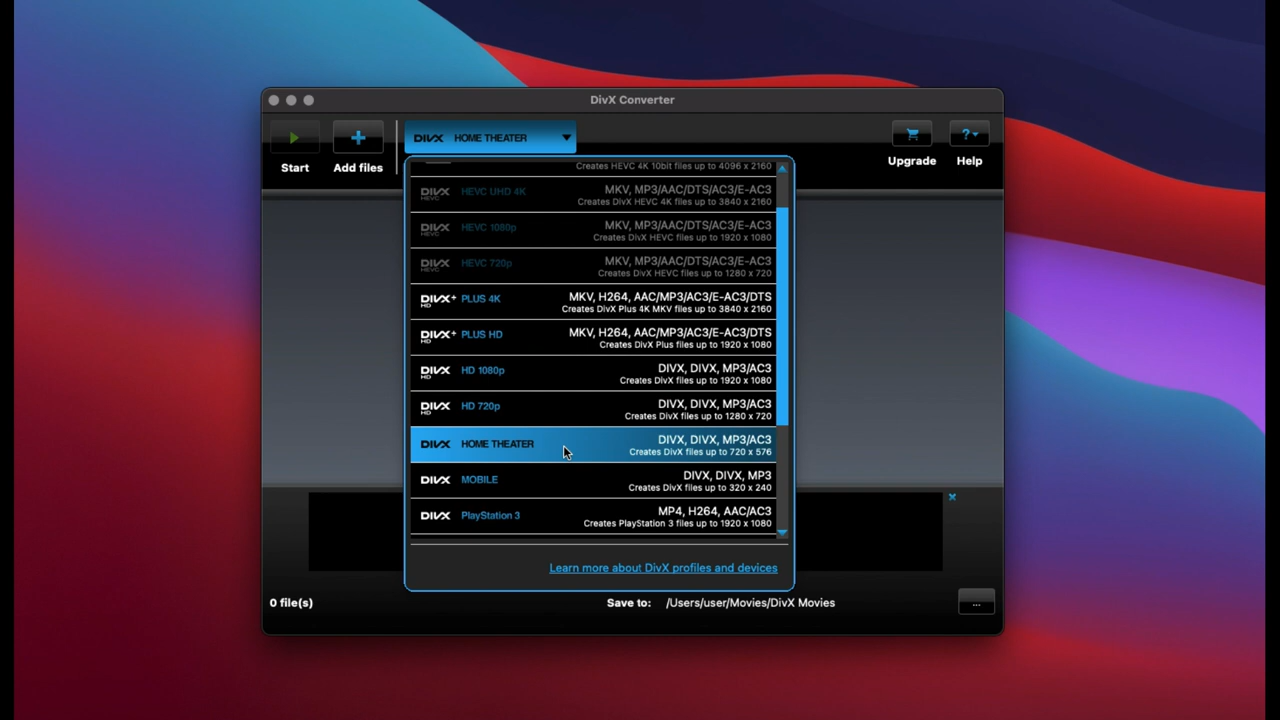 DivX Converter
DIVX HOME THEATER
Start
Add files
Upgrade
?
Help
Creates HEVC 4K 10bit files up to 4096 x 2160
DIVX HEVC HEVC UHD 4K MKV, MP3/AAC/DTS/AC3/E-AC3
Creates DivX HEVC 4K files up to 3840 x 2160
DIVX HEVC HEVC 1080p MKV, MP3/AAC/DTS/AC3/E-AC3
Creates DivX HEVC files up to 1920 x 1080
DIVX HEVC HEVC 720p MKV, MP3/AAC/DTS/AC3/E-AC3
Creates DivX HEVC files up to 1280 x 720
DIVX+ HD PLUS 4K MKV, H264, AAC/MP3/AC3/E-AC3/DTS
Creates DivX Plus 4K MKV files up to 3840 x 2160
DIVX+ HD PLUS HD MKV, H264, AAC/MP3/AC3/E-AC3/DTS
Creates DivX Plus files up to 1920 x 1080
DIVX HD HD 1080p DIVX, DIVX, MP3/AC3
Creates DivX files up to 1920 x 1080
DIVX HD HD 720p DIVX, DIVX, MP3/AC3
Creates DivX files up to 1280 x 720
DIVX HOME THEATER DIVX, DIVX, MP3/AC3
Creates DivX files up to 720 x 576
DIVX MOBILE DIVX, DIVX, MP3
Creates DivX files up to 320 x 240
DIVX PlayStation 3 MP4, H264, AAC/AC3
Creates PlayStation 3 files up to 1920 x 1080
Learn more about DivX profiles and devices
0 file(s)
Save to: /Users/user/Movies/DivX Movies
...